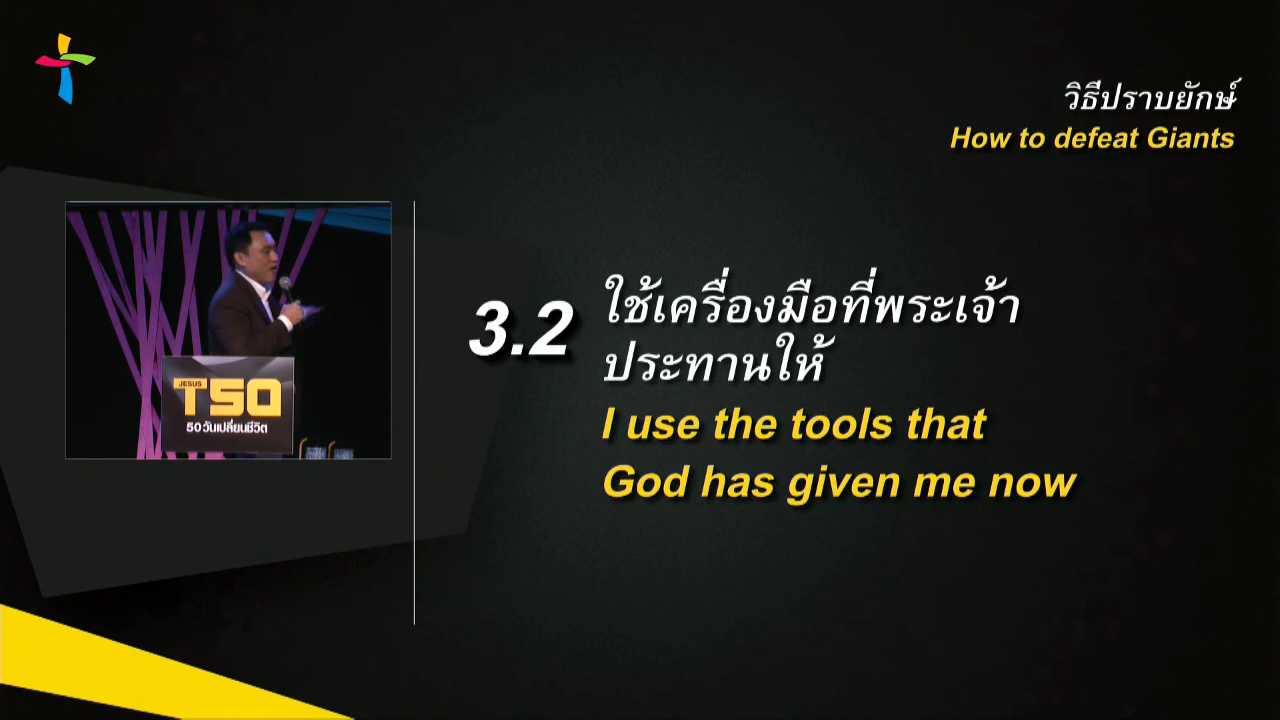 วิธีปราบยักษ์
How to defeat Giants
JESUS
T50
50วันเปลี่ยนชีวิต
3.2
ใช้เครื่องมือที่พระเจ้า
ประทานให้
I use the tools that
God has given me now